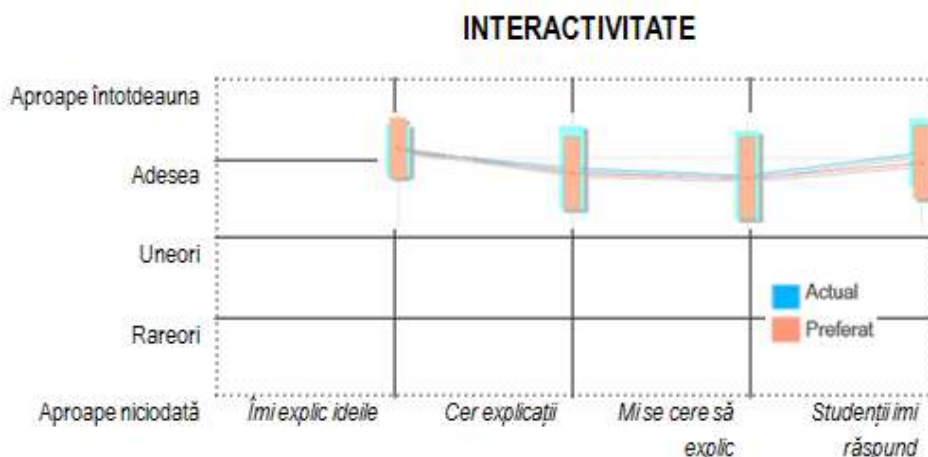 INTERACTIVITATE
Aproape întotdeauna
Adesea
Uneori
Rareori
Aproape niciodată
Actual
Preferat
Îmi explic ideile
Cer explicații
Mi se cere să
explic
Studenții imi
răspund